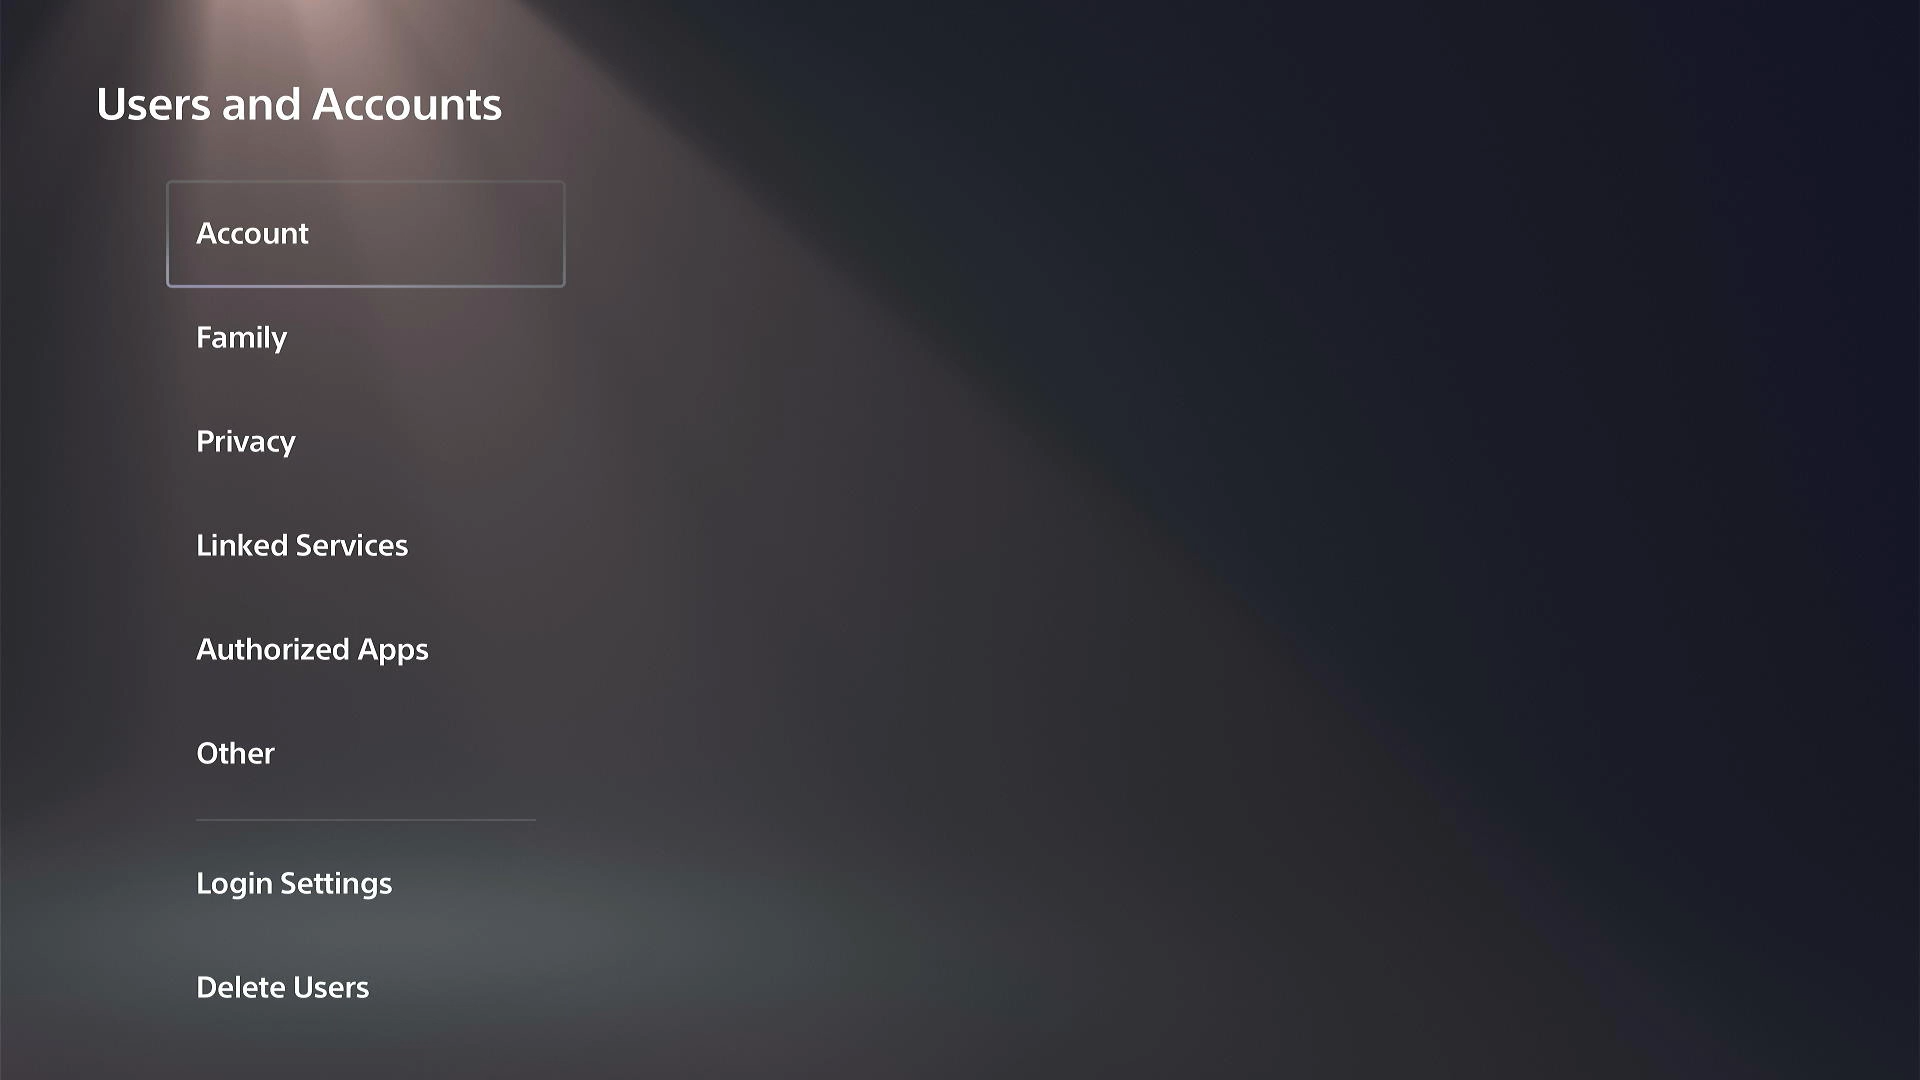 Users and Accounts
Account
Family
Privacy
Linked Services
Authorized Apps
Other
Login Settings
Delete Users